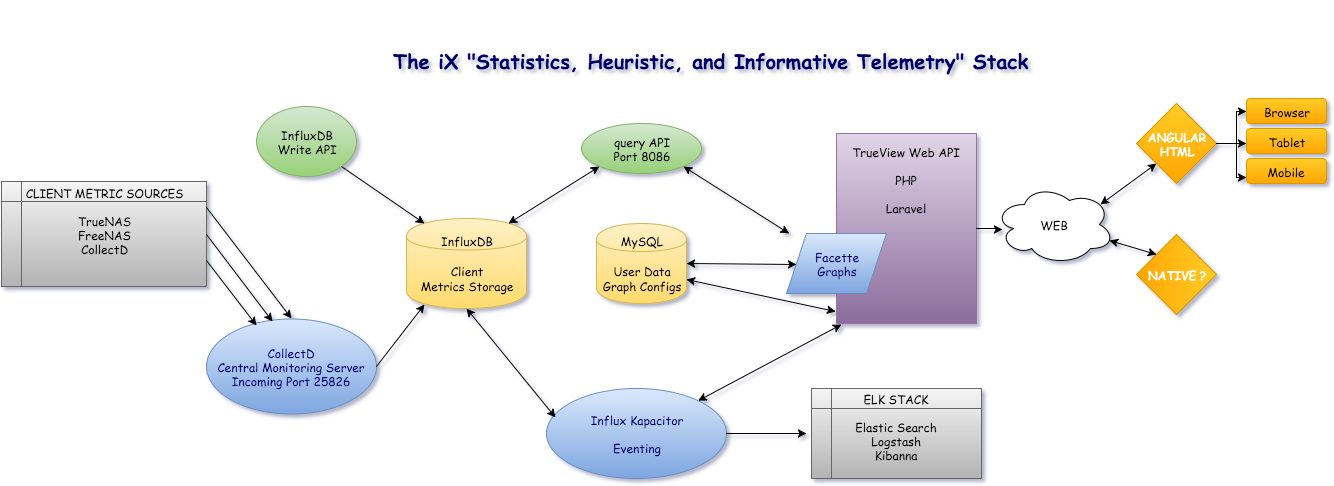 The iX "Statistics, Heuristic, and Informative Telemetry" Stack
InfluxDB
Write API
query API
Port 8086
TrueView Web API
PHP
Laravel
ANGULAR
HTML
Browser
Tablet
Mobile
CLIENT METRIC SOURCES
TrueNAS
FreeNAS
CollectD
InfluxDB
Client
Metrics Storage
MySQL
User Data
Graph Configs
Facette
Graphs
WEB
NATIVE ?
CollectD
Central Monitoring Server
Incoming Port 25826
Influx Kapacitor
Eventing
ELK STACK
Elastic Search
Logstash
Kibanna